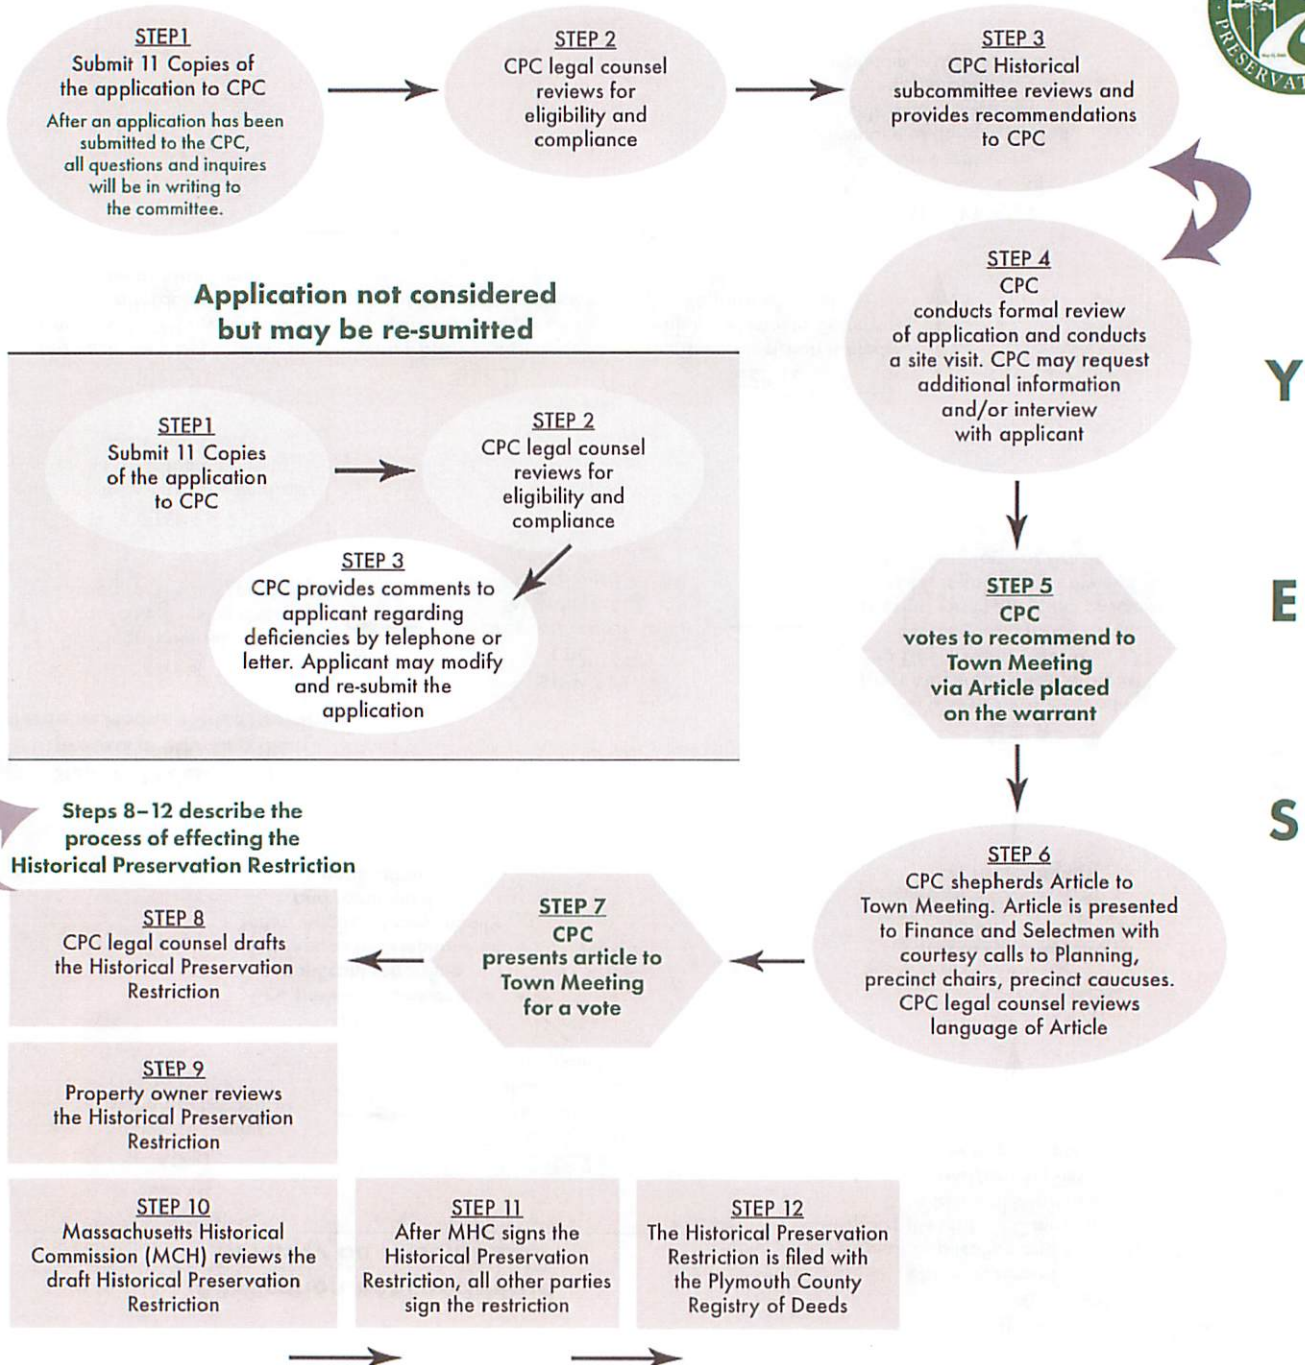 STEP1
Submit 11 Copies of
the application to CPC
After an application has been
submitted to the CPC,
all questions and inquires
will be in writing to
the committee.
STEP 2
CPC legal counsel
reviews for
eligibility and
compliance
STEP 3
CPC Historical
subcommittee reviews and
provides recommendations
to CPC
PRESERVAT
STEP 4
CPC
conducts formal review
of application and conducts
a site visit. CPC may request
additional information
and/or interview
with applicant
Application not considered
but may be re-sumitted
STEP1
Submit 11 Copies
of the application
to CPC
STEP 2
CPC legal counsel
reviews for
eligibility and
compliance
STEP 3
CPC provides comments to
applicant regarding
deficiencies by telephone or
letter. Applicant may modify
and re-submit the
application
Y
E
S
STEP 5
CPC
votes to recommend to
Town Meeting
via Article placed
on the warrant
STEP 6
CPC shepherds Article to
Town Meeting. Article is presented
to Finance and Selectmen with
courtesy calls to Planning,
precinct chairs, precinct caucuses.
CPC legal counsel reviews
language of Article
STEP 7
CPC
presents article to
Town Meeting
for a vote
Steps 8–12 describe the
process of effecting the
Historical Preservation Restriction
STEP 8
CPC legal counsel drafts
the Historical Preservation
Restriction
STEP 9
Property owner reviews
the Historical Preservation
Restriction
STEP 10
Massachusetts Historical
Commission (MCH) reviews the
draft Historical Preservation
Restriction
STEP 11
After MHC signs the
Historical Preservation
Restriction, all other parties
sign the restriction
STEP 12
The Historical Preservation
Restriction is filed with
the Plymouth County
Registry of Deeds